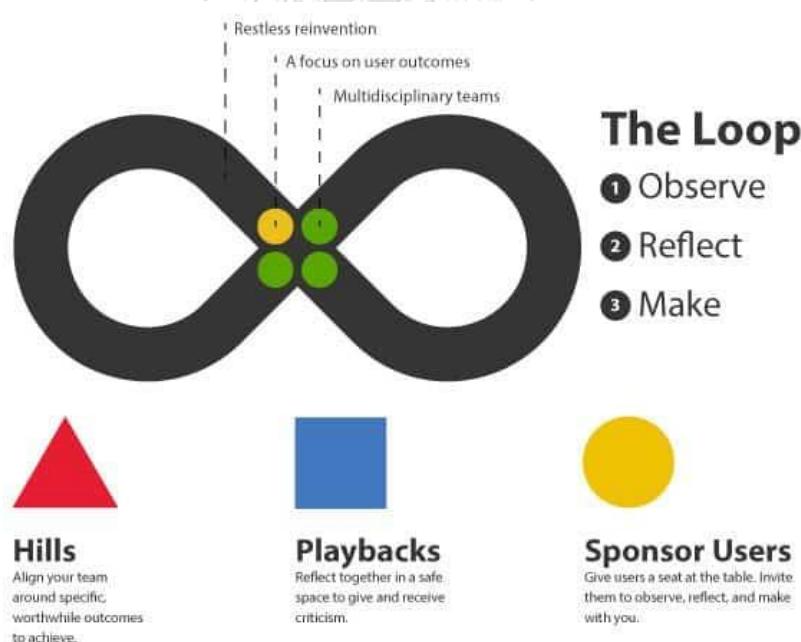 Restless reinvention
A focus on user outcomes
Multidisciplinary teams
The Loop
1 Observe
2 Reflect
3 Make
Hills
Align your team
around specific,
worthwhile outcomes
to achieve.
Playbacks
Reflect together in a safe
space to give and receive
criticism.
Sponsor Users
Give users a seat at the table. Invite
them to observe, reflect, and make
with you.